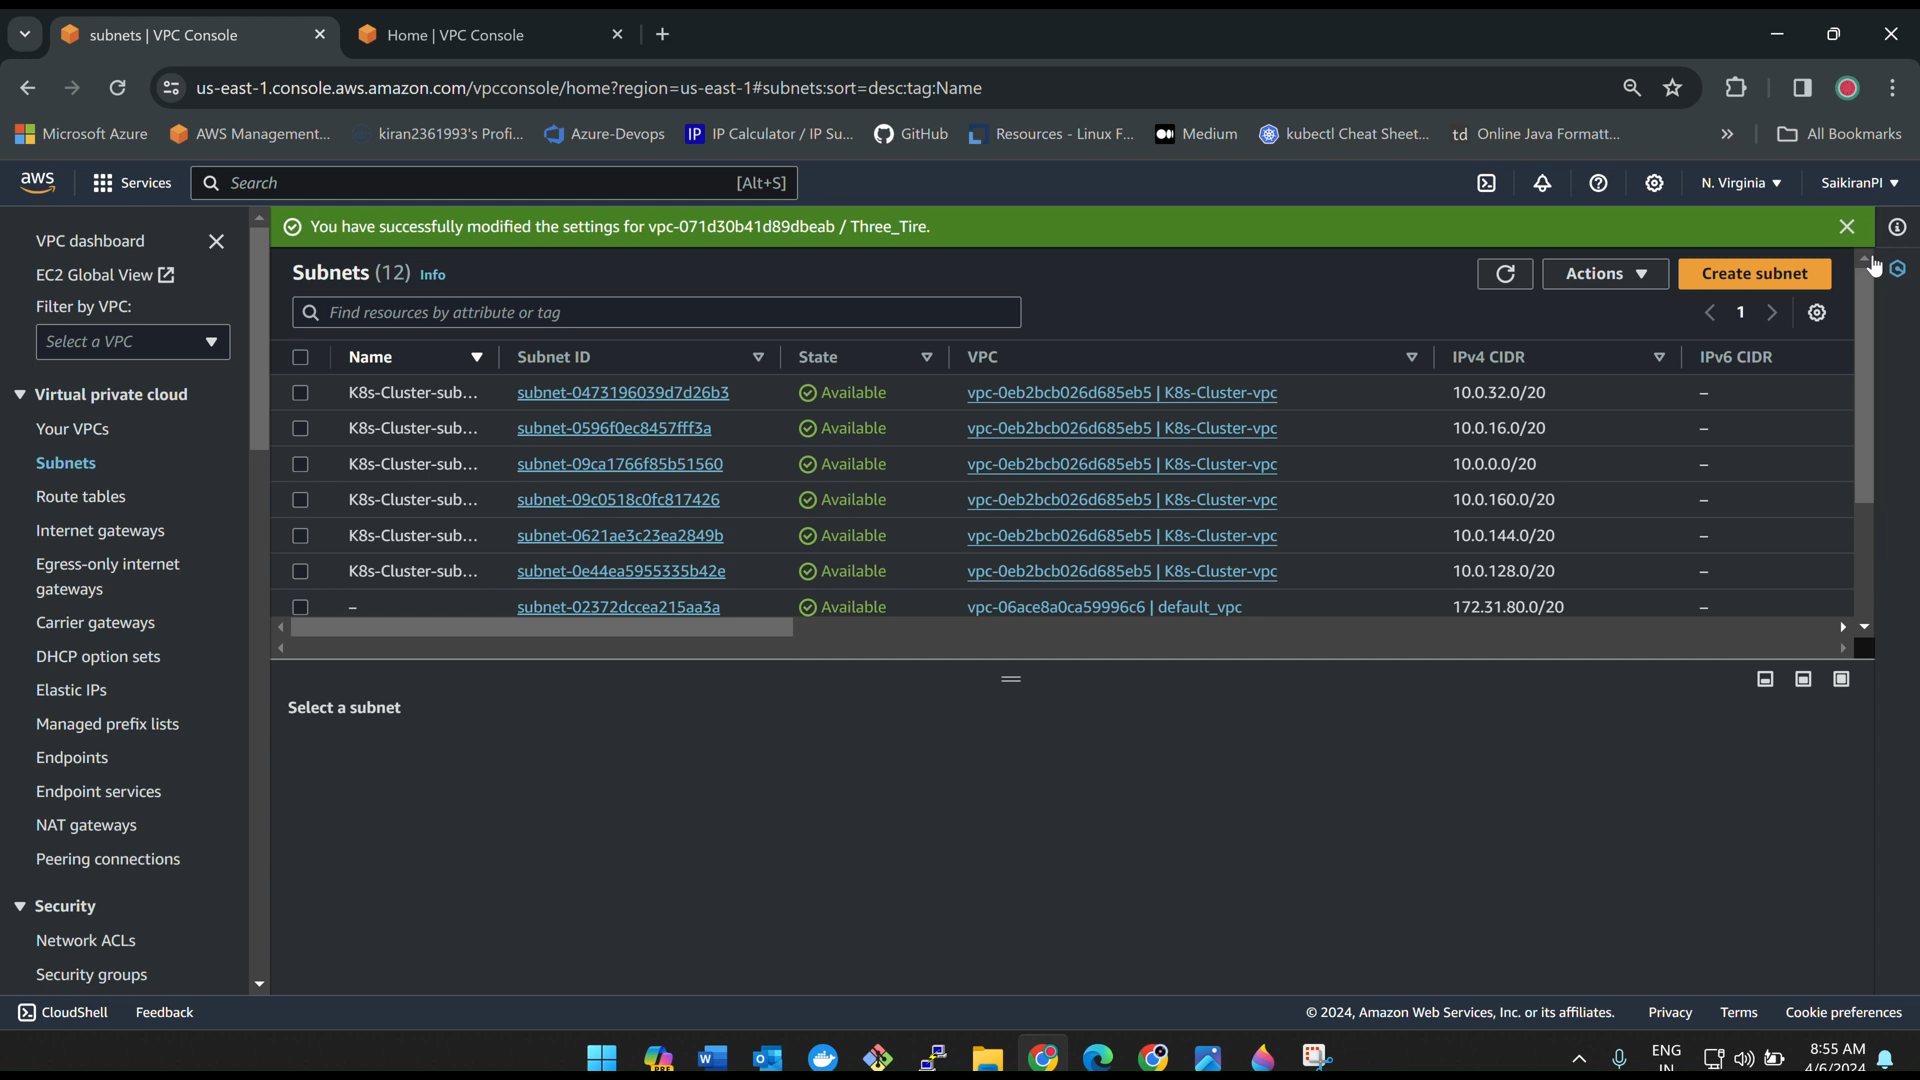 subnets | VPC Console
Home | VPC Console
us-east-1.console.aws.amazon.com/vpcconsole/home?region=us-east-1#subnets:sort=desc:tag:Name
Microsoft Azure
AWS Management...
kiran2361993's Profi...
Azure-Devops
IP
IP Calculator / IP Su...
GitHub
Resources - Linux F...
Medium
kubectl Cheat Sheet...
td
Online Java Formatt...
All Bookmarks
aws
Services
Search
[Alt+S]
N. Virginia
SaikiranPI
VPC dashboard
EC2 Global View
Filter by VPC:
Select a VPC
Virtual private cloud
Your VPCs
Subnets
Route tables
Internet gateways
Egress-only internet
gateways
Carrier gateways
DHCP option sets
Elastic IPs
Managed prefix lists
Endpoints
Endpoint services
NAT gateways
Peering connections
Security
Network ACLs
Security groups
You have successfully modified the settings for vpc-071d30b41d89dbeab / Three_Tire.
Subnets (12) Info
Actions
Create subnet
Find resources by attribute or tag
1
Name Subnet ID State VPC IPv4 CIDR IPv6 CIDR
K8s-Cluster-sub... subnet-0473196039d7d26b3 Available vpc-0eb2bcb026d685eb5 | K8s-Cluster-vpc 10.0.32.0/20 –
K8s-Cluster-sub... subnet-0596f0ec8457fff3a Available vpc-0eb2bcb026d685eb5 | K8s-Cluster-vpc 10.0.16.0/20 –
K8s-Cluster-sub... subnet-09ca1766f85b51560 Available vpc-0eb2bcb026d685eb5 | K8s-Cluster-vpc 10.0.0.0/20 –
K8s-Cluster-sub... subnet-09c0518c0fc817426 Available vpc-0eb2bcb026d685eb5 | K8s-Cluster-vpc 10.0.160.0/20 –
K8s-Cluster-sub... subnet-0621ae3c23ea2849b Available vpc-0eb2bcb026d685eb5 | K8s-Cluster-vpc 10.0.144.0/20 –
K8s-Cluster-sub... subnet-0e44ea5955335b42e Available vpc-0eb2bcb026d685eb5 | K8s-Cluster-vpc 10.0.128.0/20 –
– subnet-02372dccea215aa3a Available vpc-06ace8a0ca59996c6 | default_vpc 172.31.80.0/20 –
Select a subnet
CloudShell
Feedback
© 2024, Amazon Web Services, Inc. or its affiliates.
Privacy
Terms
Cookie preferences
ENG
IN
8:55 AM
4/6/2024